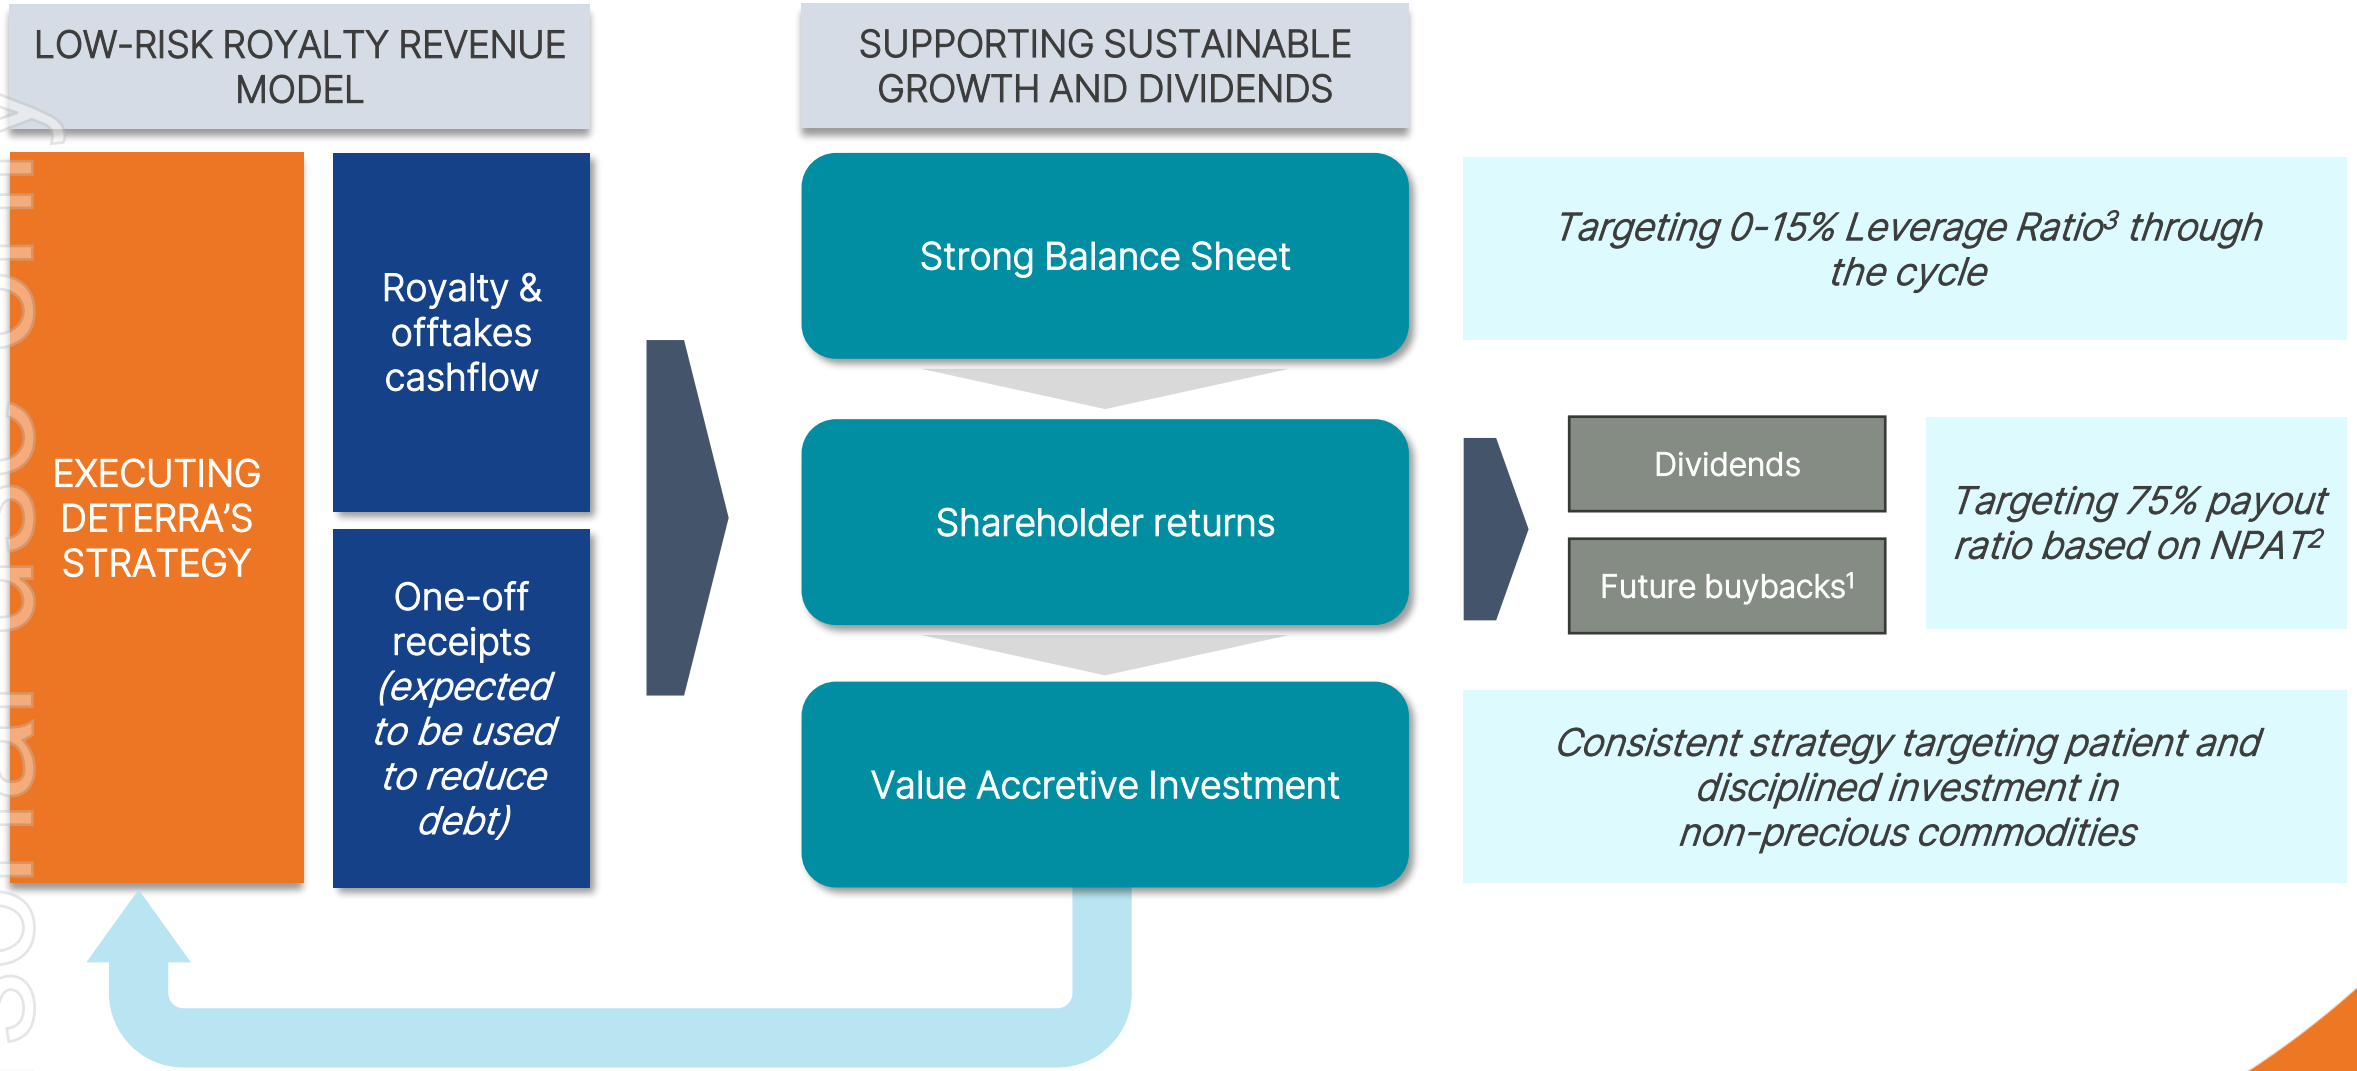 LOW-RISK ROYALTY REVENUE
MODEL
SUPPORTING SUSTAINABLE
GROWTH AND DIVIDENDS
EXECUTING
DETERRA’S
STRATEGY
Royalty &
offtakes
cashflow
One-off
receipts
(expected
to be used
to reduce
debt)
Strong Balance Sheet
Targeting 0-15% Leverage Ratio³ through
the cycle
Shareholder returns
Dividends
Future buybacks¹
Targeting 75% payout
ratio based on NPAT²
Value Accretive Investment
Consistent strategy targeting patient and
disciplined investment in
non-precious commodities